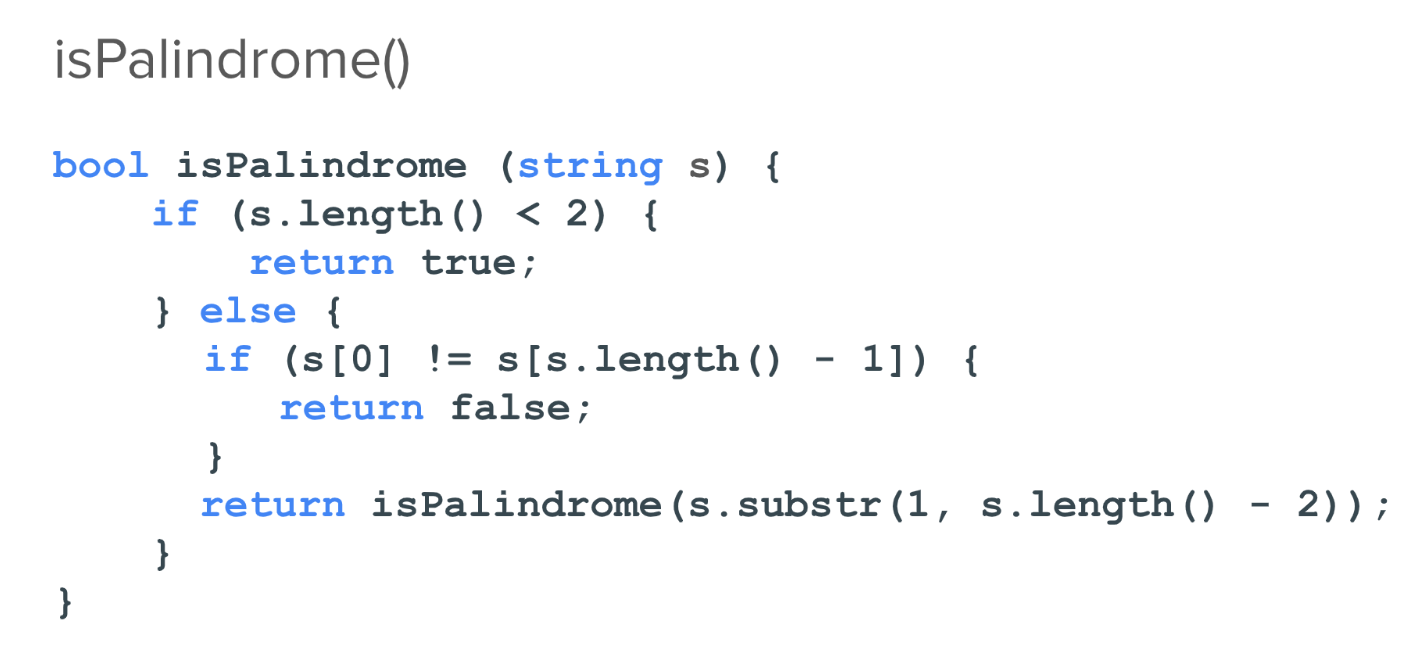 isPalindrome()
bool isPalindrome (string s) {
if (s.length() < 2) {
return true;
} else {
if (s[0] != s[s.length() - 1]) {
return false;
}
return isPalindrome(s.substr(1, s.length() - 2));
}
}